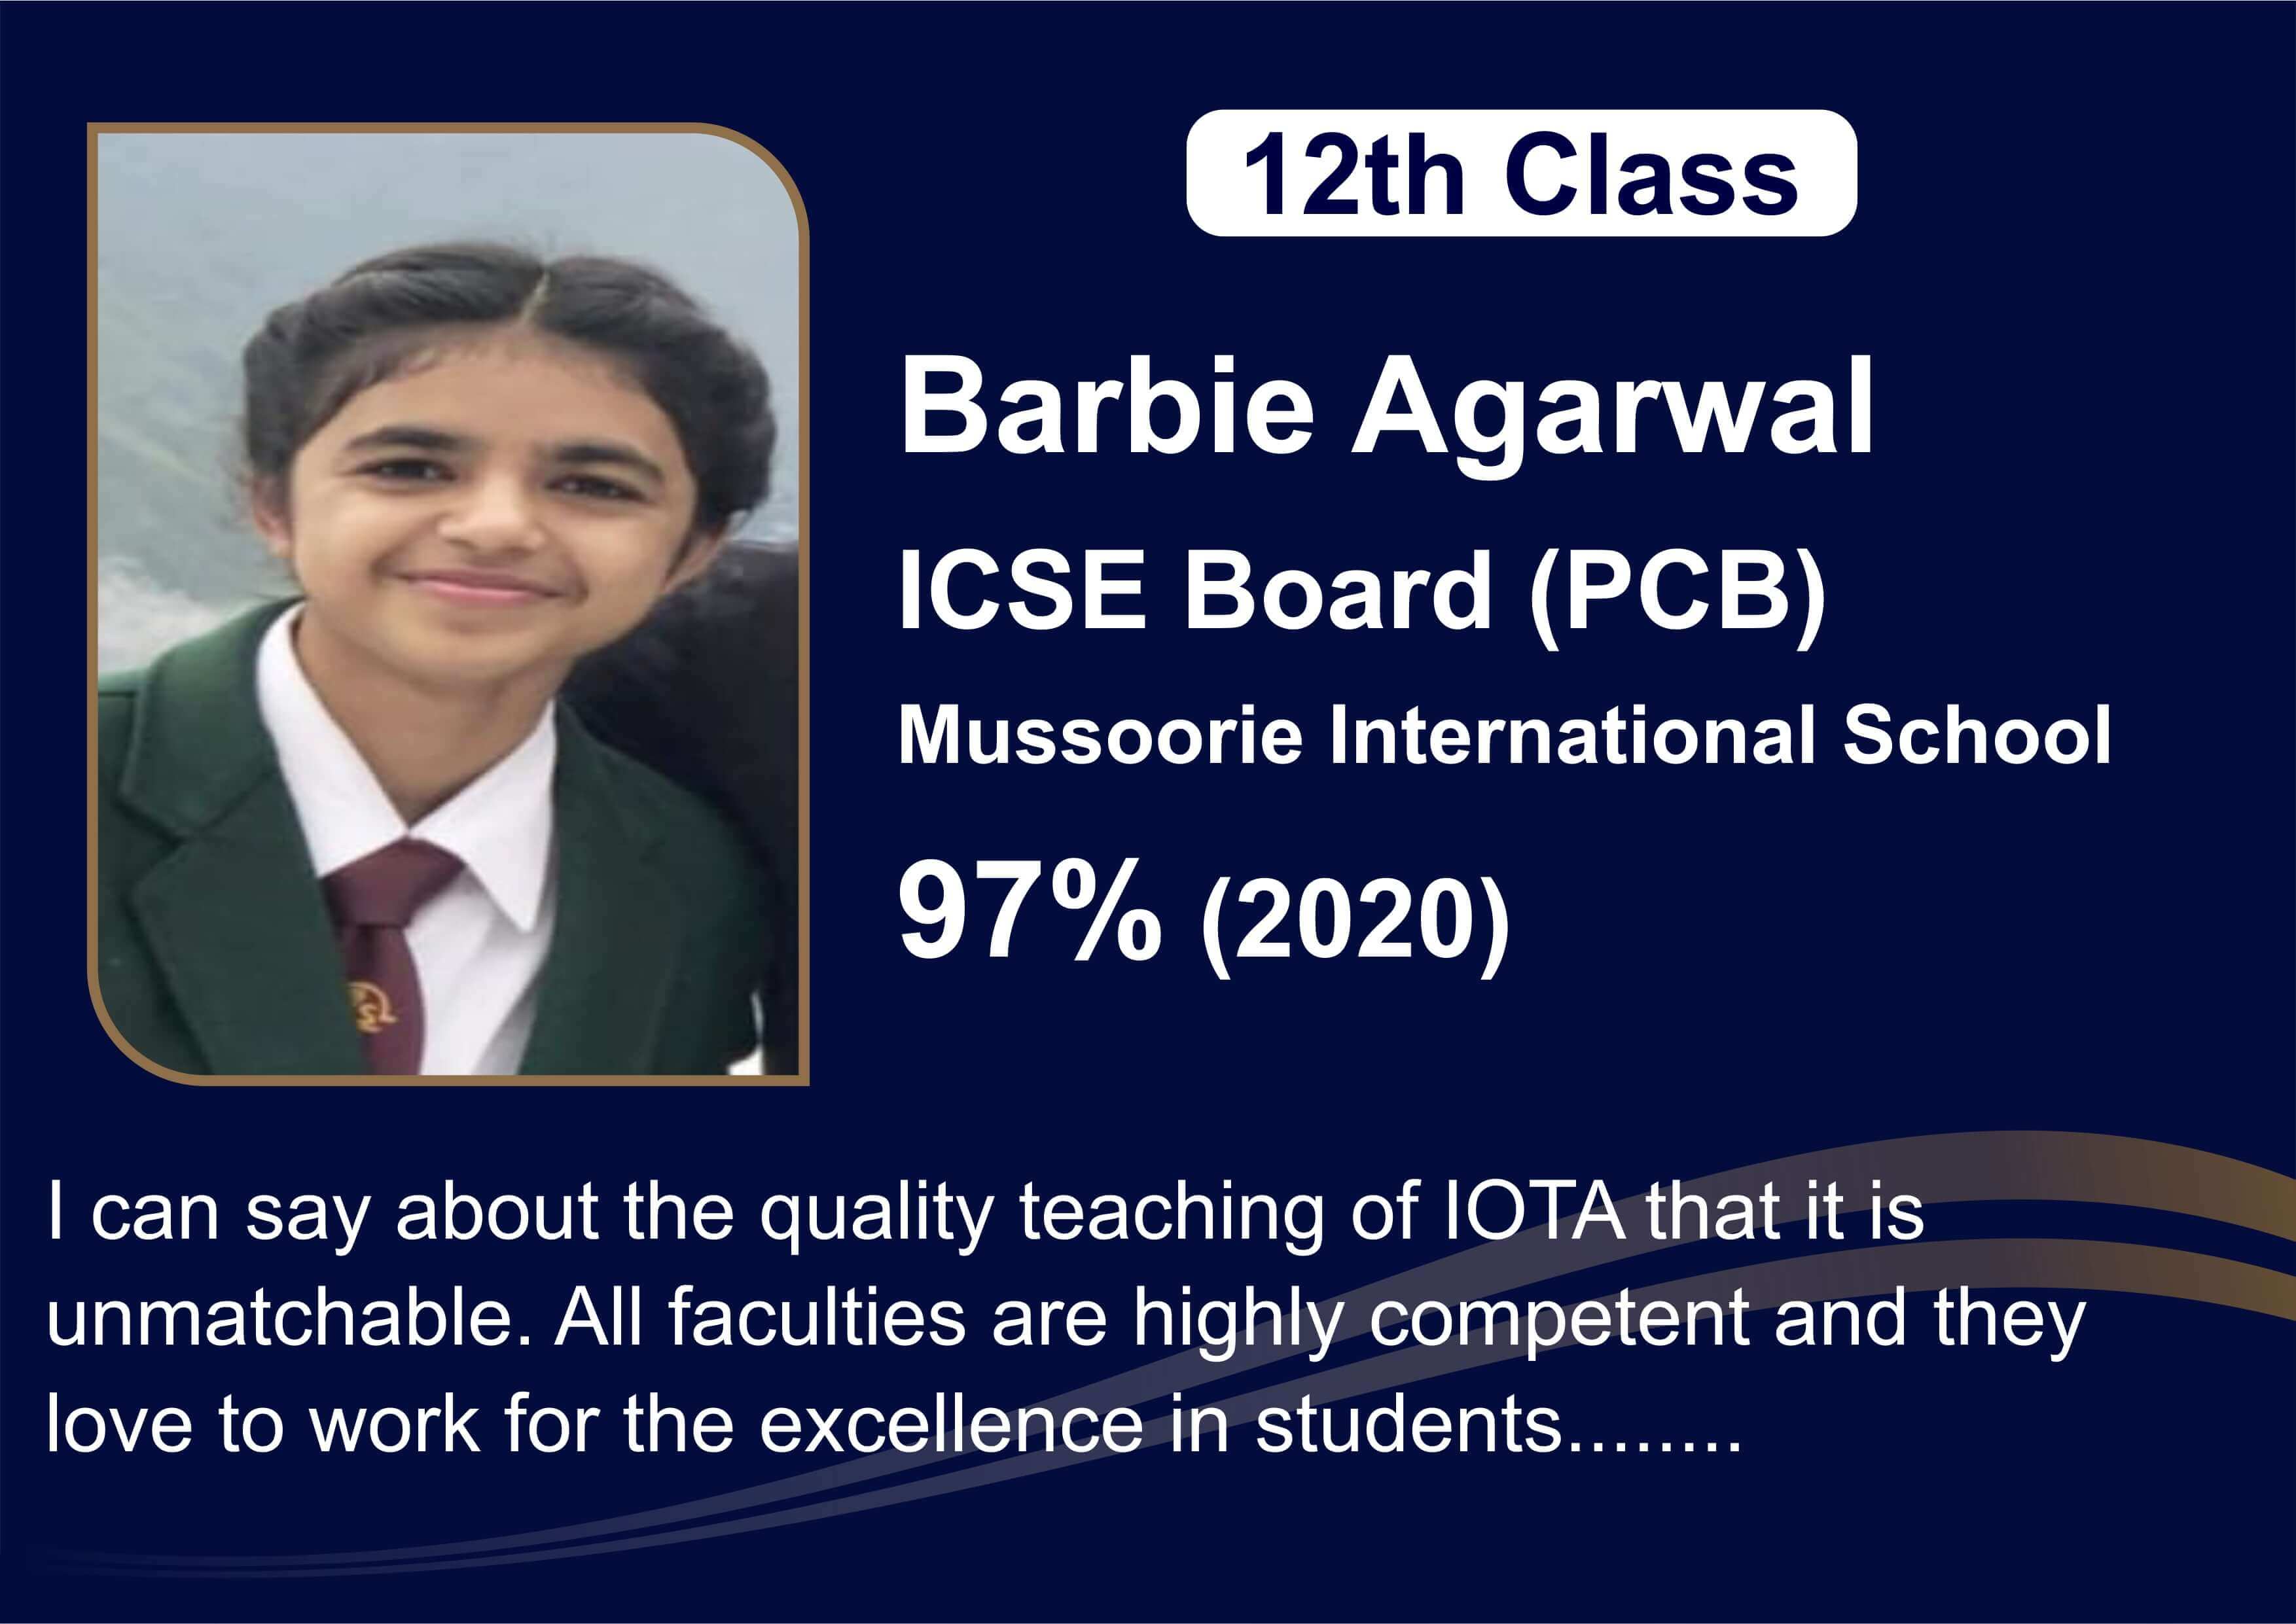 12th Class
Barbie Agarwal
ICSE Board (PCB)
Mussoorie International School
97% (2020)
I can say about the quality teaching of IOTA that it is
unmatchable. All faculties are highly competent and they
love to work for the excellence in students........